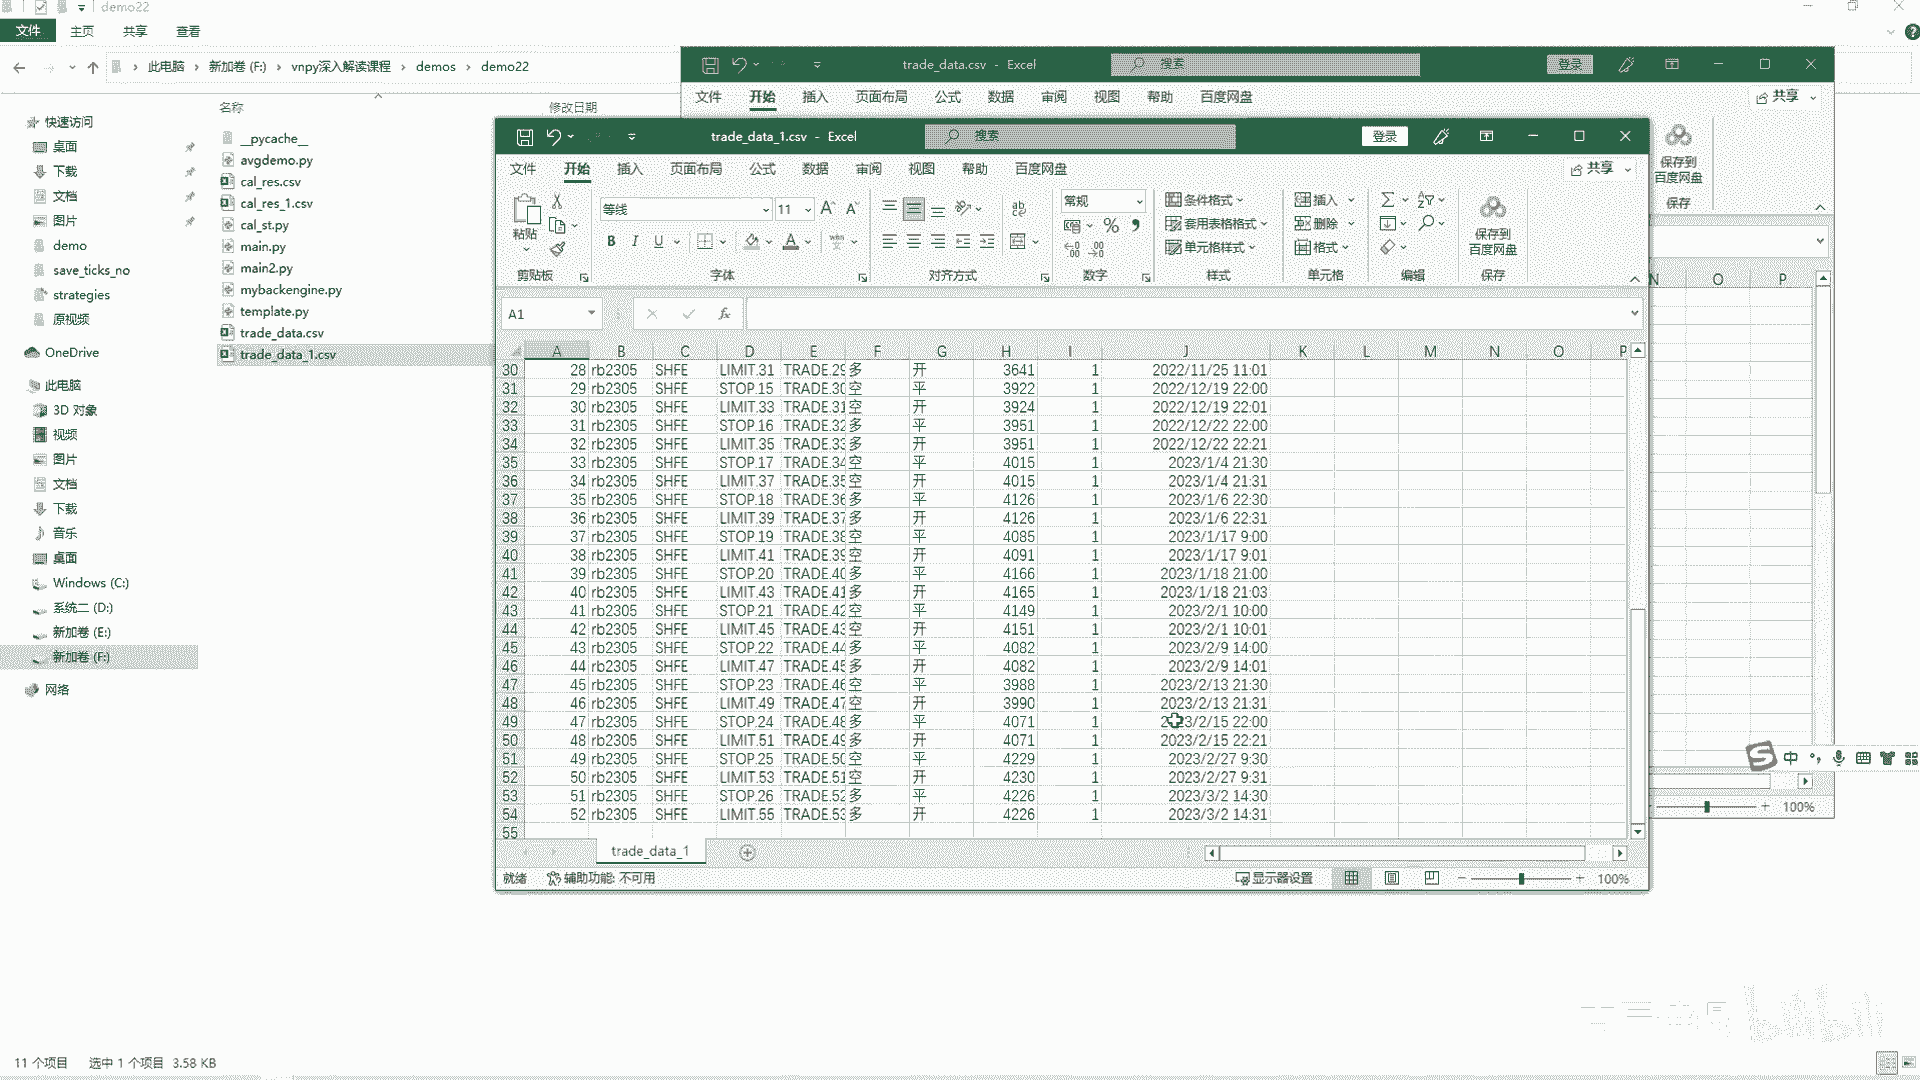 demo22
文件 主页 共享 查看
此电脑 › 新加卷 (F:) › vnpy深入解读课程 › demos › demo22
名称 修改日期
快速访问
桌面
下载
文档
图片
demo
save_ticks_no
strategies
原视频
OneDrive
此电脑
3D 对象
视频
图片
文档
下载
音乐
桌面
Windows (C:)
系统二 (D:)
新加卷 (E:)
新加卷 (F:)
网络
__pycache__
avgdemo.py
cal_res.csv
cal_res_1.csv
cal_st.py
main.py
main2.py
mybackengine.py
template.py
trade_data.csv
trade_data_1.csv
11 个项目 选中 1 个项目 3.58 KB
trade_data.csv - Excel 搜索 登录
文件 开始 插入 页面布局 公式 数据 审阅 视图 帮助 百度网盘 共享
保存到
百度网盘
保存
N O P
100%
trade_data_1.csv - Excel 搜索 登录
文件 开始 插入 页面布局 公式 数据 审阅 视图 帮助 百度网盘 共享
粘贴 等线 11 常规 条件格式 插入
B I U 套用表格格式 删除 保存到
单元格样式 格式 百度网盘
剪贴板 字体 对齐方式 数字 样式 单元格 编辑 保存
A1 fx
A B C D E F G H I J K L M N O P
30 28 rb2305 SHFE LIMIT.31 TRADE.29 多 开 3641 1 2022/11/25 11:01
31 29 rb2305 SHFE STOP.15 TRADE.30 空 平 3922 1 2022/12/19 22:00
32 30 rb2305 SHFE LIMIT.33 TRADE.31 空 开 3924 1 2022/12/19 22:01
33 31 rb2305 SHFE STOP.16 TRADE.32 多 平 3951 1 2022/12/22 22:00
34 32 rb2305 SHFE LIMIT.35 TRADE.33 多 开 3951 1 2022/12/22 22:21
35 33 rb2305 SHFE STOP.17 TRADE.34 空 平 4015 1 2023/1/4 21:30
36 34 rb2305 SHFE LIMIT.37 TRADE.35 空 开 4015 1 2023/1/4 21:31
37 35 rb2305 SHFE STOP.18 TRADE.36 多 平 4126 1 2023/1/6 22:30
38 36 rb2305 SHFE LIMIT.39 TRADE.37 多 开 4126 1 2023/1/6 22:31
39 37 rb2305 SHFE STOP.19 TRADE.38 空 平 4085 1 2023/1/17 9:00
40 38 rb2305 SHFE LIMIT.41 TRADE.39 空 开 4091 1 2023/1/17 9:01
41 39 rb2305 SHFE STOP.20 TRADE.40 多 平 4166 1 2023/1/18 21:00
42 40 rb2305 SHFE LIMIT.43 TRADE.41 多 开 4165 1 2023/1/18 21:03
43 41 rb2305 SHFE STOP.21 TRADE.42 空 平 4149 1 2023/2/1 10:00
44 42 rb2305 SHFE LIMIT.45 TRADE.43 空 开 4151 1 2023/2/1 10:01
45 43 rb2305 SHFE STOP.22 TRADE.44 多 平 4082 1 2023/2/9 14:00
46 44 rb2305 SHFE LIMIT.47 TRADE.45 多 开 4082 1 2023/2/9 14:01
47 45 rb2305 SHFE STOP.23 TRADE.46 空 平 3988 1 2023/2/13 21:30
48 46 rb2305 SHFE LIMIT.49 TRADE.47 空 开 3990 1 2023/2/13 21:31
49 47 rb2305 SHFE STOP.24 TRADE.48 多 平 4071 1 2023/2/15 22:00
50 48 rb2305 SHFE LIMIT.51 TRADE.49 多 开 4071 1 2023/2/15 22:21
51 49 rb2305 SHFE STOP.25 TRADE.50 空 平 4229 1 2023/2/27 9:30
52 50 rb2305 SHFE LIMIT.53 TRADE.51 空 开 4230 1 2023/2/27 9:31
53 51 rb2305 SHFE STOP.26 TRADE.52 多 平 4226 1 2023/3/2 14:30
54 52 rb2305 SHFE LIMIT.55 TRADE.53 多 开 4226 1 2023/3/2 14:31
55
trade_data_1
就绪 辅助功能: 不可用 显示器设置 100%
中
bilibili